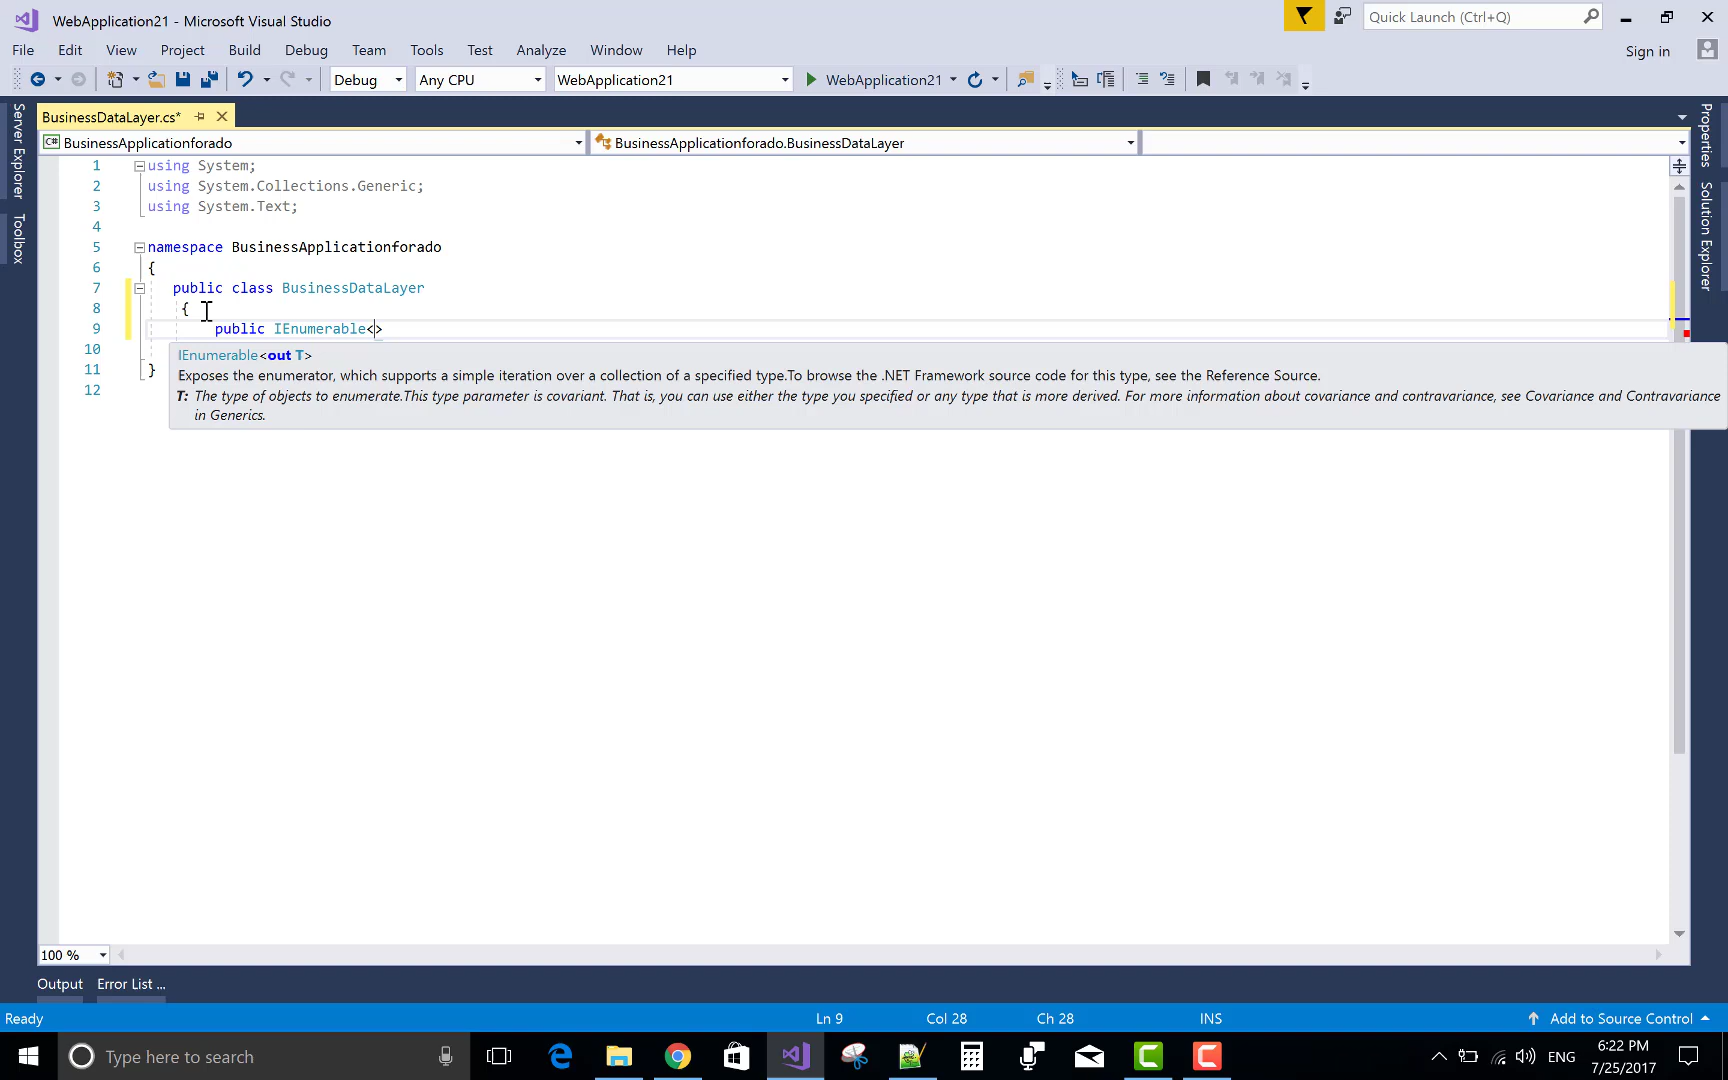 WebApplication21 - Microsoft Visual Studio
Quick Launch (Ctrl+Q)
File Edit View Project Build Debug Team Tools Test Analyze Window Help
Sign in
Debug Any CPU WebApplication21 WebApplication21
Server Explorer
Toolbox
BusinessDataLayer.cs*
C# BusinessApplicationforado BusinessApplicationforado.BusinessDataLayer
1 using System;
2 using System.Collections.Generic;
3 using System.Text;
4
5 namespace BusinessApplicationforado
6 {
7 public class BusinessDataLayer
8 {
9 public IEnumerable<>
10
11 }
12
IEnumerable<out T>
Exposes the enumerator, which supports a simple iteration over a collection of a specified type.To browse the .NET Framework source code for this type, see the Reference Source.
T: The type of objects to enumerate.This type parameter is covariant. That is, you can use either the type you specified or any type that is more derived. For more information about covariance and contravariance, see Covariance and Contravariance
in Generics.
Properties
Solution Explorer
100 %
Output Error List ...
Ready Ln 9 Col 28 Ch 28 INS Add to Source Control
Type here to search
ENG
6:22 PM
7/25/2017